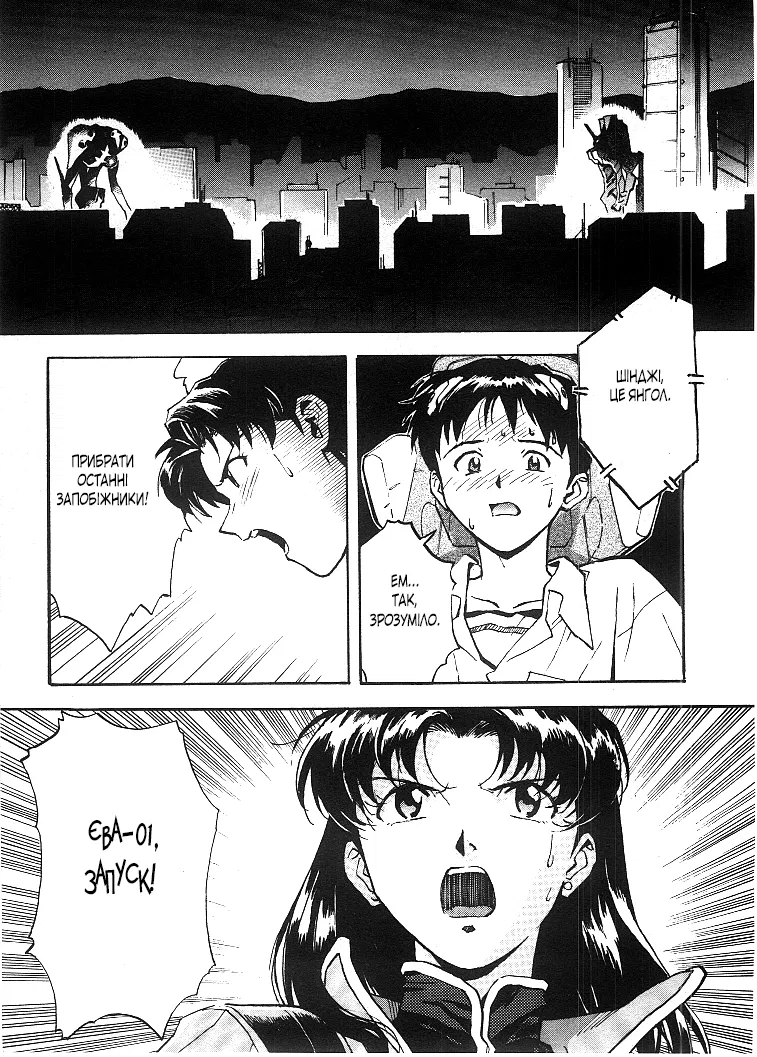 ШІНДЖІ,
ЦЕ ЯНГОЛ.
ЕМ...
ТАК,
ЗРОЗУМІЛО.
ПРИБРАТИ
ОСТАННІ
ЗАПОБІЖНИКИ!
ЄВА-01,
ЗАПУСК!